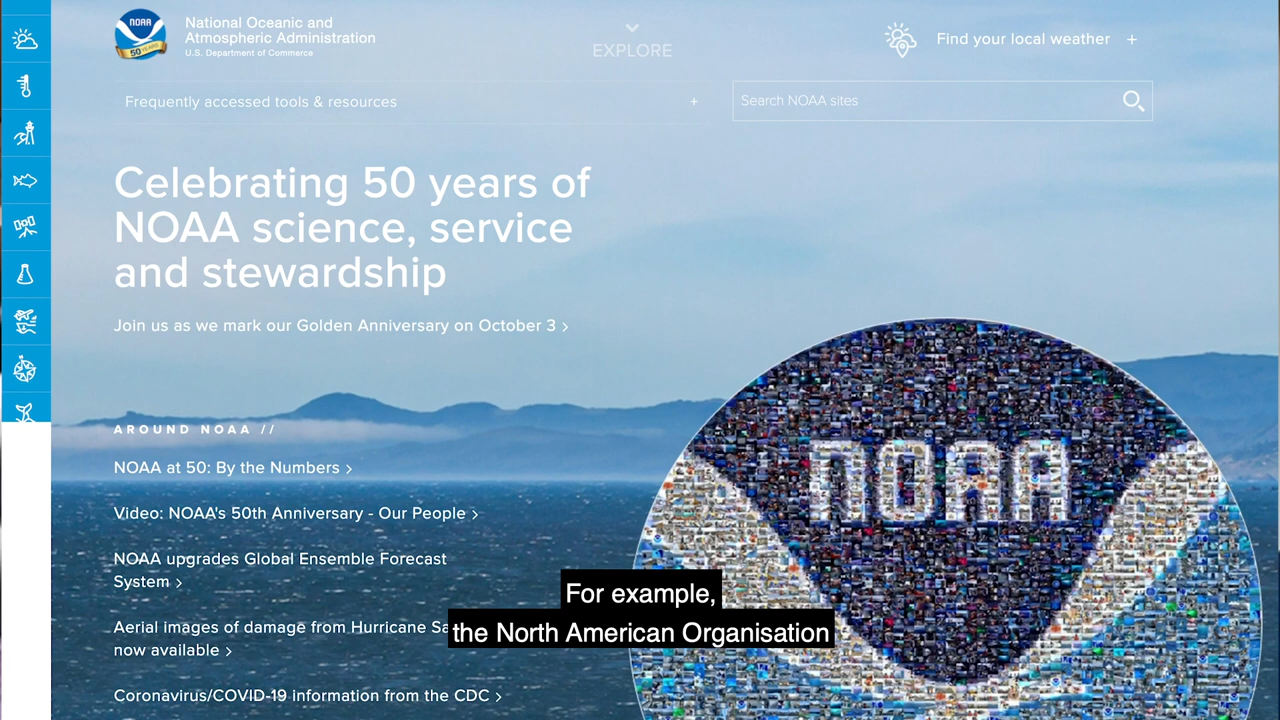 NOAA
50 YEARS
National Oceanic and
Atmospheric Administration
U.S. Department of Commerce
EXPLORE
Find your local weather +
Frequently accessed tools & resources +
Search NOAA sites
Celebrating 50 years of
NOAA science, service
and stewardship
Join us as we mark our Golden Anniversary on October 3 >
AROUND NOAA //
NOAA at 50: By the Numbers >
Video: NOAA's 50th Anniversary - Our People >
NOAA upgrades Global Ensemble Forecast
System >
Aerial images of damage from Hurricane
now available >
Coronavirus/COVID-19 information from the CDC >
NOAA
For example,
the North American Organisation